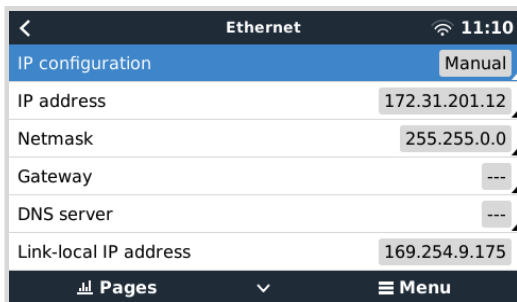 Ethernet 11:10
IP configuration Manual
IP address 172.31.201.12
Netmask 255.255.0.0
Gateway ---
DNS server ---
Link-local IP address 169.254.9.175
Pages Menu